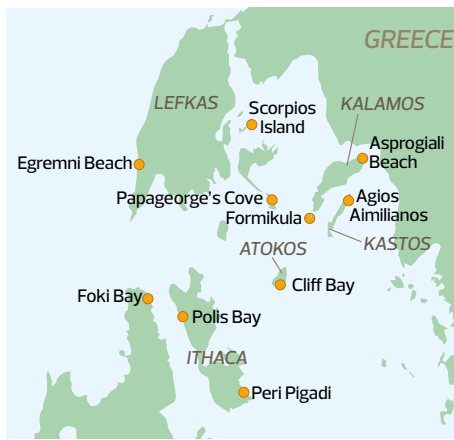 GREECE
LEFKAS
Scorpios
Island
KALAMOS
Asprogiali
Beach
Egremni Beach
Papageorge's Cove
Agios
Aimilianos
Formikula
KASTOS
ATOKOS
Cliff Bay
Foki Bay
Polis Bay
ITHACA
Peri Pigadi